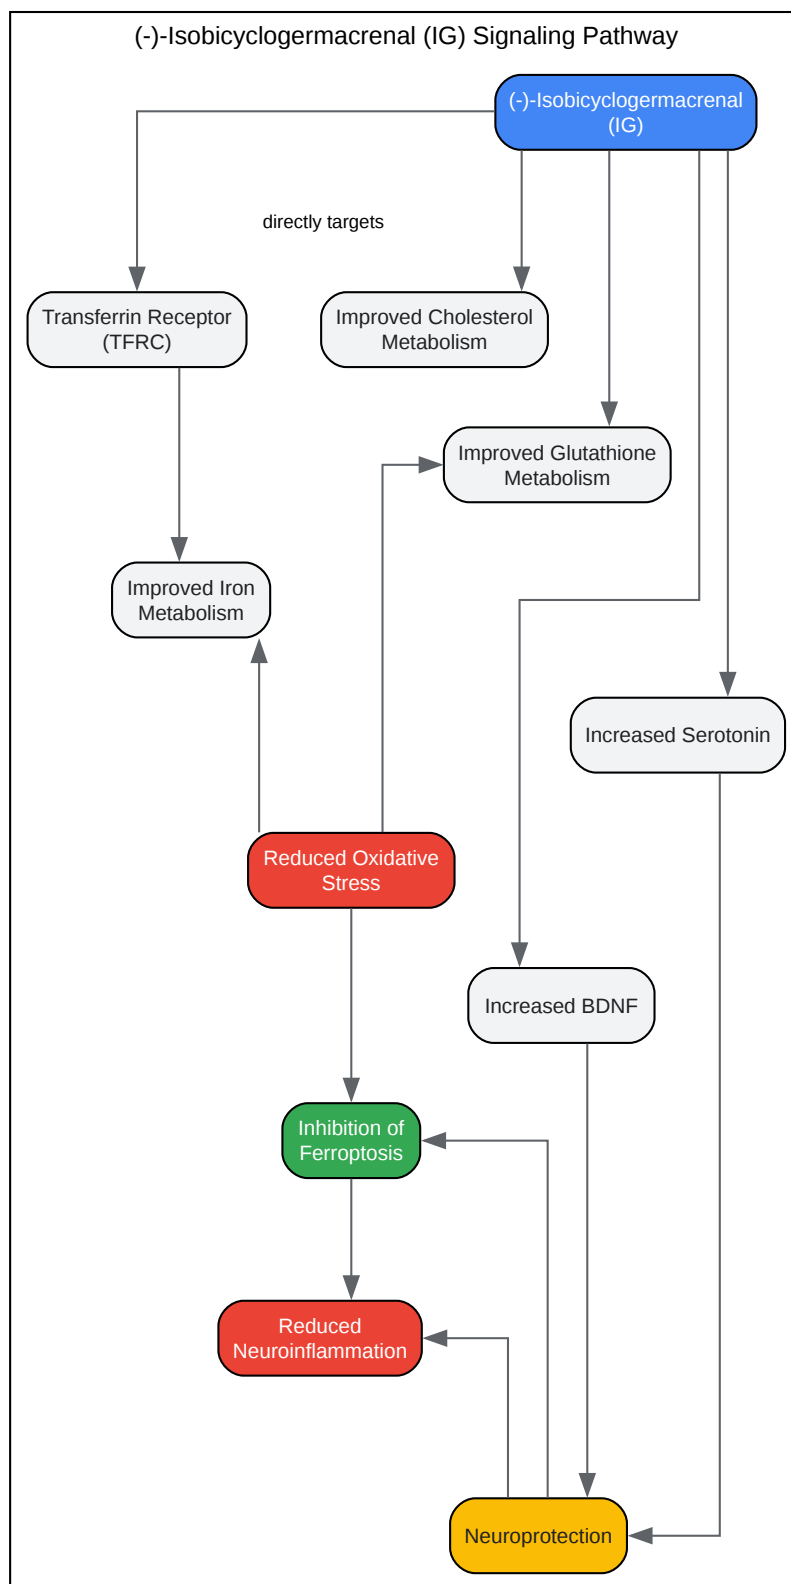 (-)-Isobicyclogermacrenal (IG) Signaling Pathway
(-)-Isobicyclogermacrenal
(IG)
directly targets
Transferrin Receptor
(TFRC)
Improved Cholesterol
Metabolism
Improved Glutathione
Metabolism
Improved Iron
Metabolism
Increased Serotonin
Reduced Oxidative
Stress
Increased BDNF
Inhibition of
Ferroptosis
Reduced
Neuroinflammation
Neuroprotection